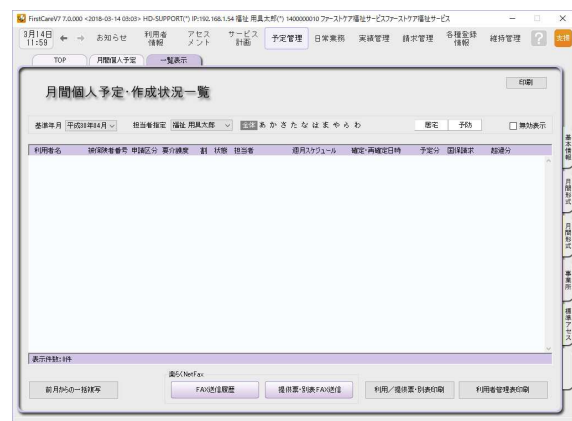 FirstCareV7 7.0.000 <2018-03-14 03:03> HD-SUPPORT(*) IP:192.168.1.54 福祉 用具太郎(*) 1400000010 ファーストケア福祉サービスファーストケア福祉サービス
3月14日 11:59 お知らせ 利用者情報 アセスメント サービス計画 予定管理 日常業務 実績管理 請求管理 各種登録情報 維持管理 ? 支援
TOP 月間個人予定 一覧表示
印刷
月間個人予定・作成状況一覧
基準年月 平成30年04月 担当者指定 福祉 用具太郎 全体 あ か さ た な は ま や ら わ 居宅 予防 無効表示
利用者名 被保険者番号 申請区分 要介護度 割 状態 担当者 週月スケジュール 確定・再確定日時 予定分 国保請求 超過分
基本情報
月間形式
月間形式
事業所
標準アセス
表示件数:0件
楽らくNetFax
前月からの一括複写 FAX送信履歴 提供票・別表FAX送信 利用/提供票・別表印刷 利用者管理表印刷